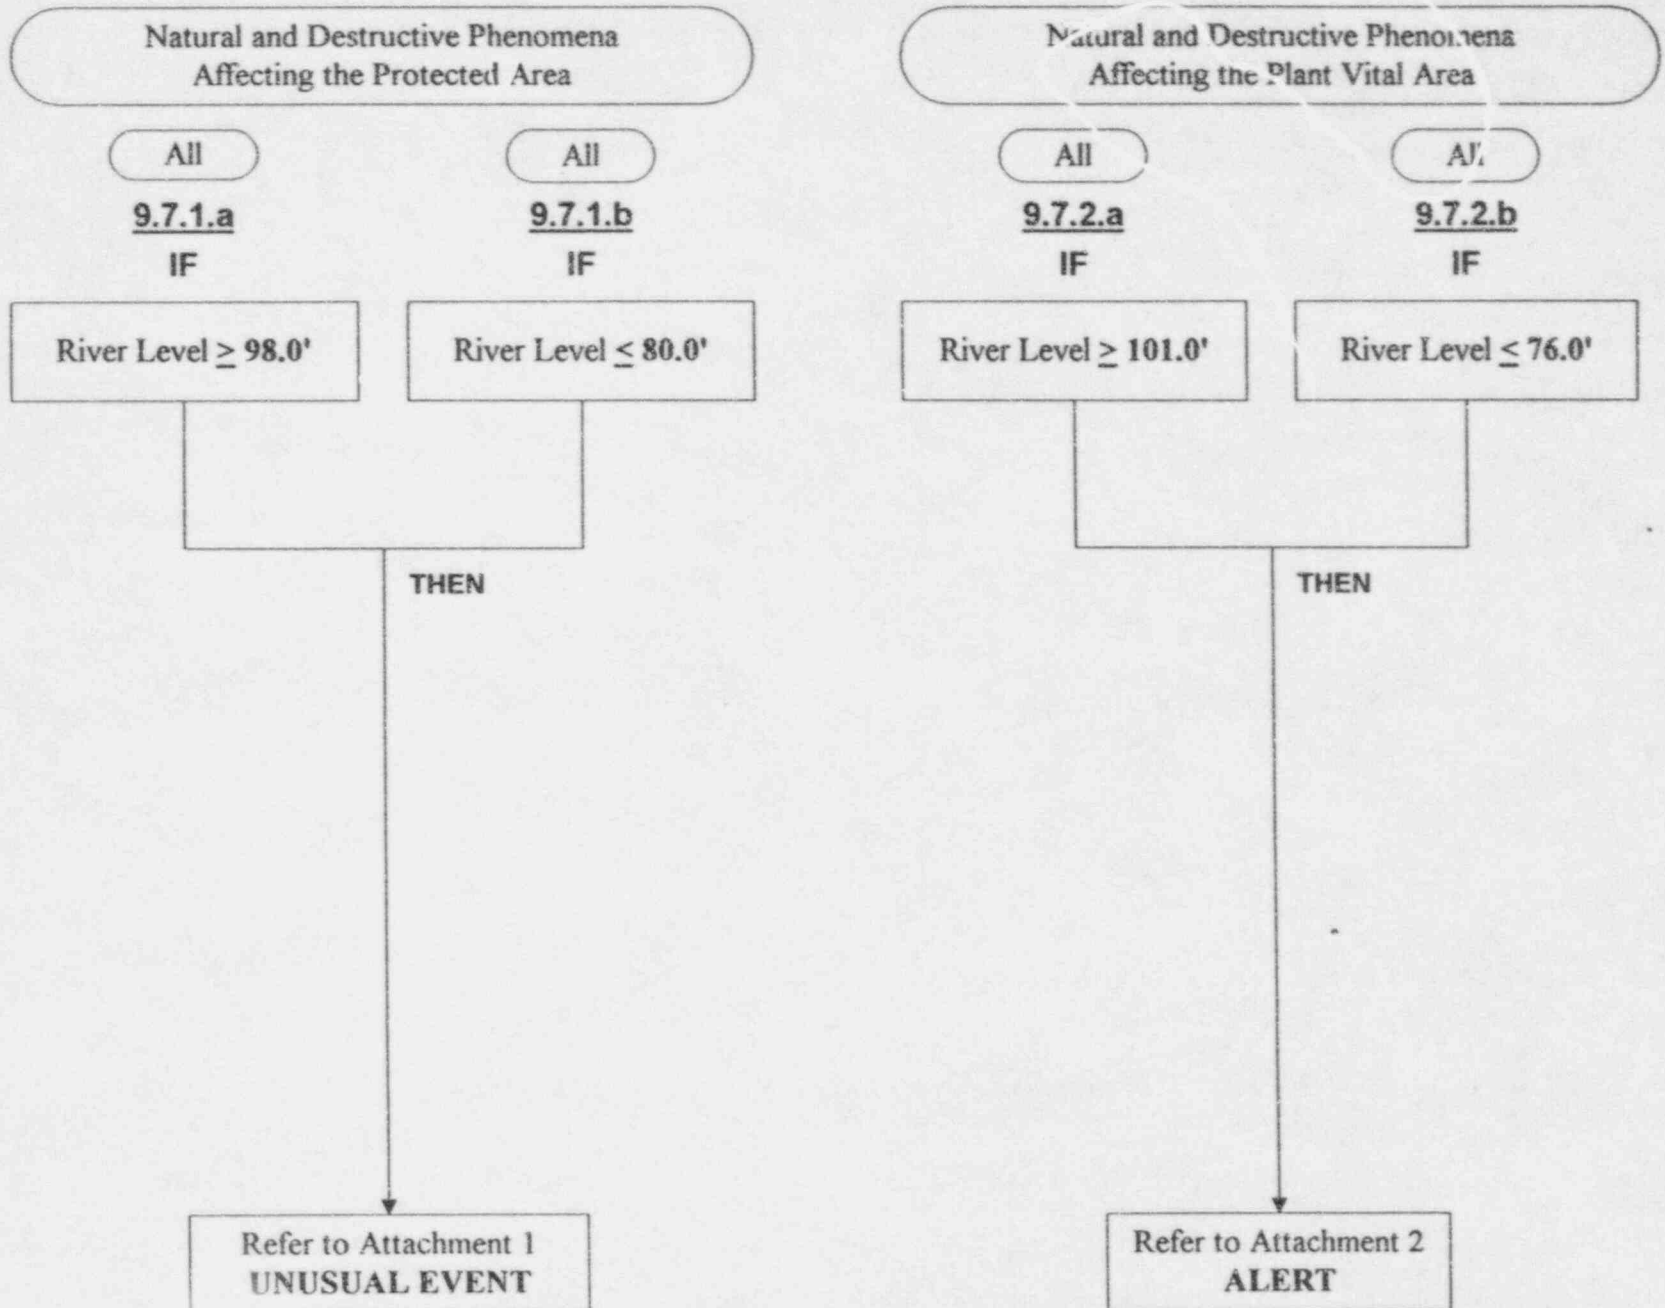 Natural and Destructive Phenomena
Affecting the Protected Area
All
All
9.7.1.a
9.7.1.b
IF
IF
River Level ≥ 98.0'
River Level ≤ 80.0'
THEN
Refer to Attachment 1
UNUSUAL EVENT
Natural and Destructive Phenomena
Affecting the Plant Vital Area
All
All
9.7.2.a
9.7.2.b
IF
IF
River Level ≥ 101.0'
River Level ≤ 76.0'
THEN
Refer to Attachment 2
ALERT